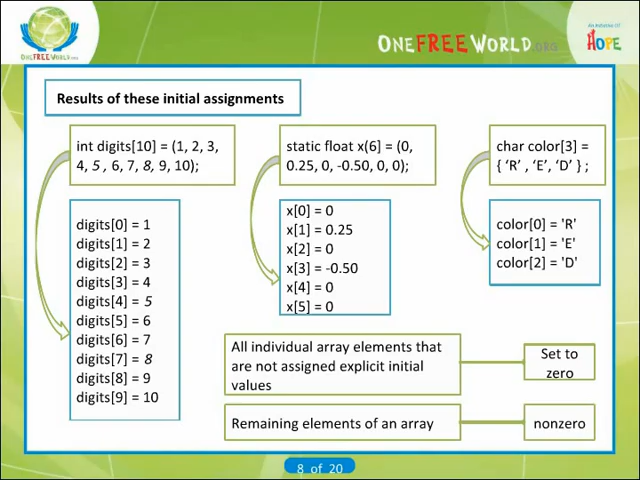 OneFREEWorld.org
OneFREEWorld.org
An Initiative Of
HOPE
Results of these initial assignments
int digits[10] = (1, 2, 3,
4, 5 , 6, 7, 8, 9, 10);
static float x(6) = (0,
0.25, 0, -0.50, 0, 0);
char color[3] =
{ ‘R’ , ‘E’, ‘D’ } ;
digits[0] = 1
digits[1] = 2
digits[2] = 3
digits[3] = 4
digits[4] = 5
digits[5] = 6
digits[6] = 7
digits[7] = 8
digits[8] = 9
digits[9] = 10
x[0] = 0
x[1] = 0.25
x[2] = 0
x[3] = -0.50
x[4] = 0
x[5] = 0
color[0] = 'R'
color[1] = 'E'
color[2] = 'D'
All individual array elements that
are not assigned explicit initial
values
Set to
zero
Remaining elements of an array
nonzero
8 of 20